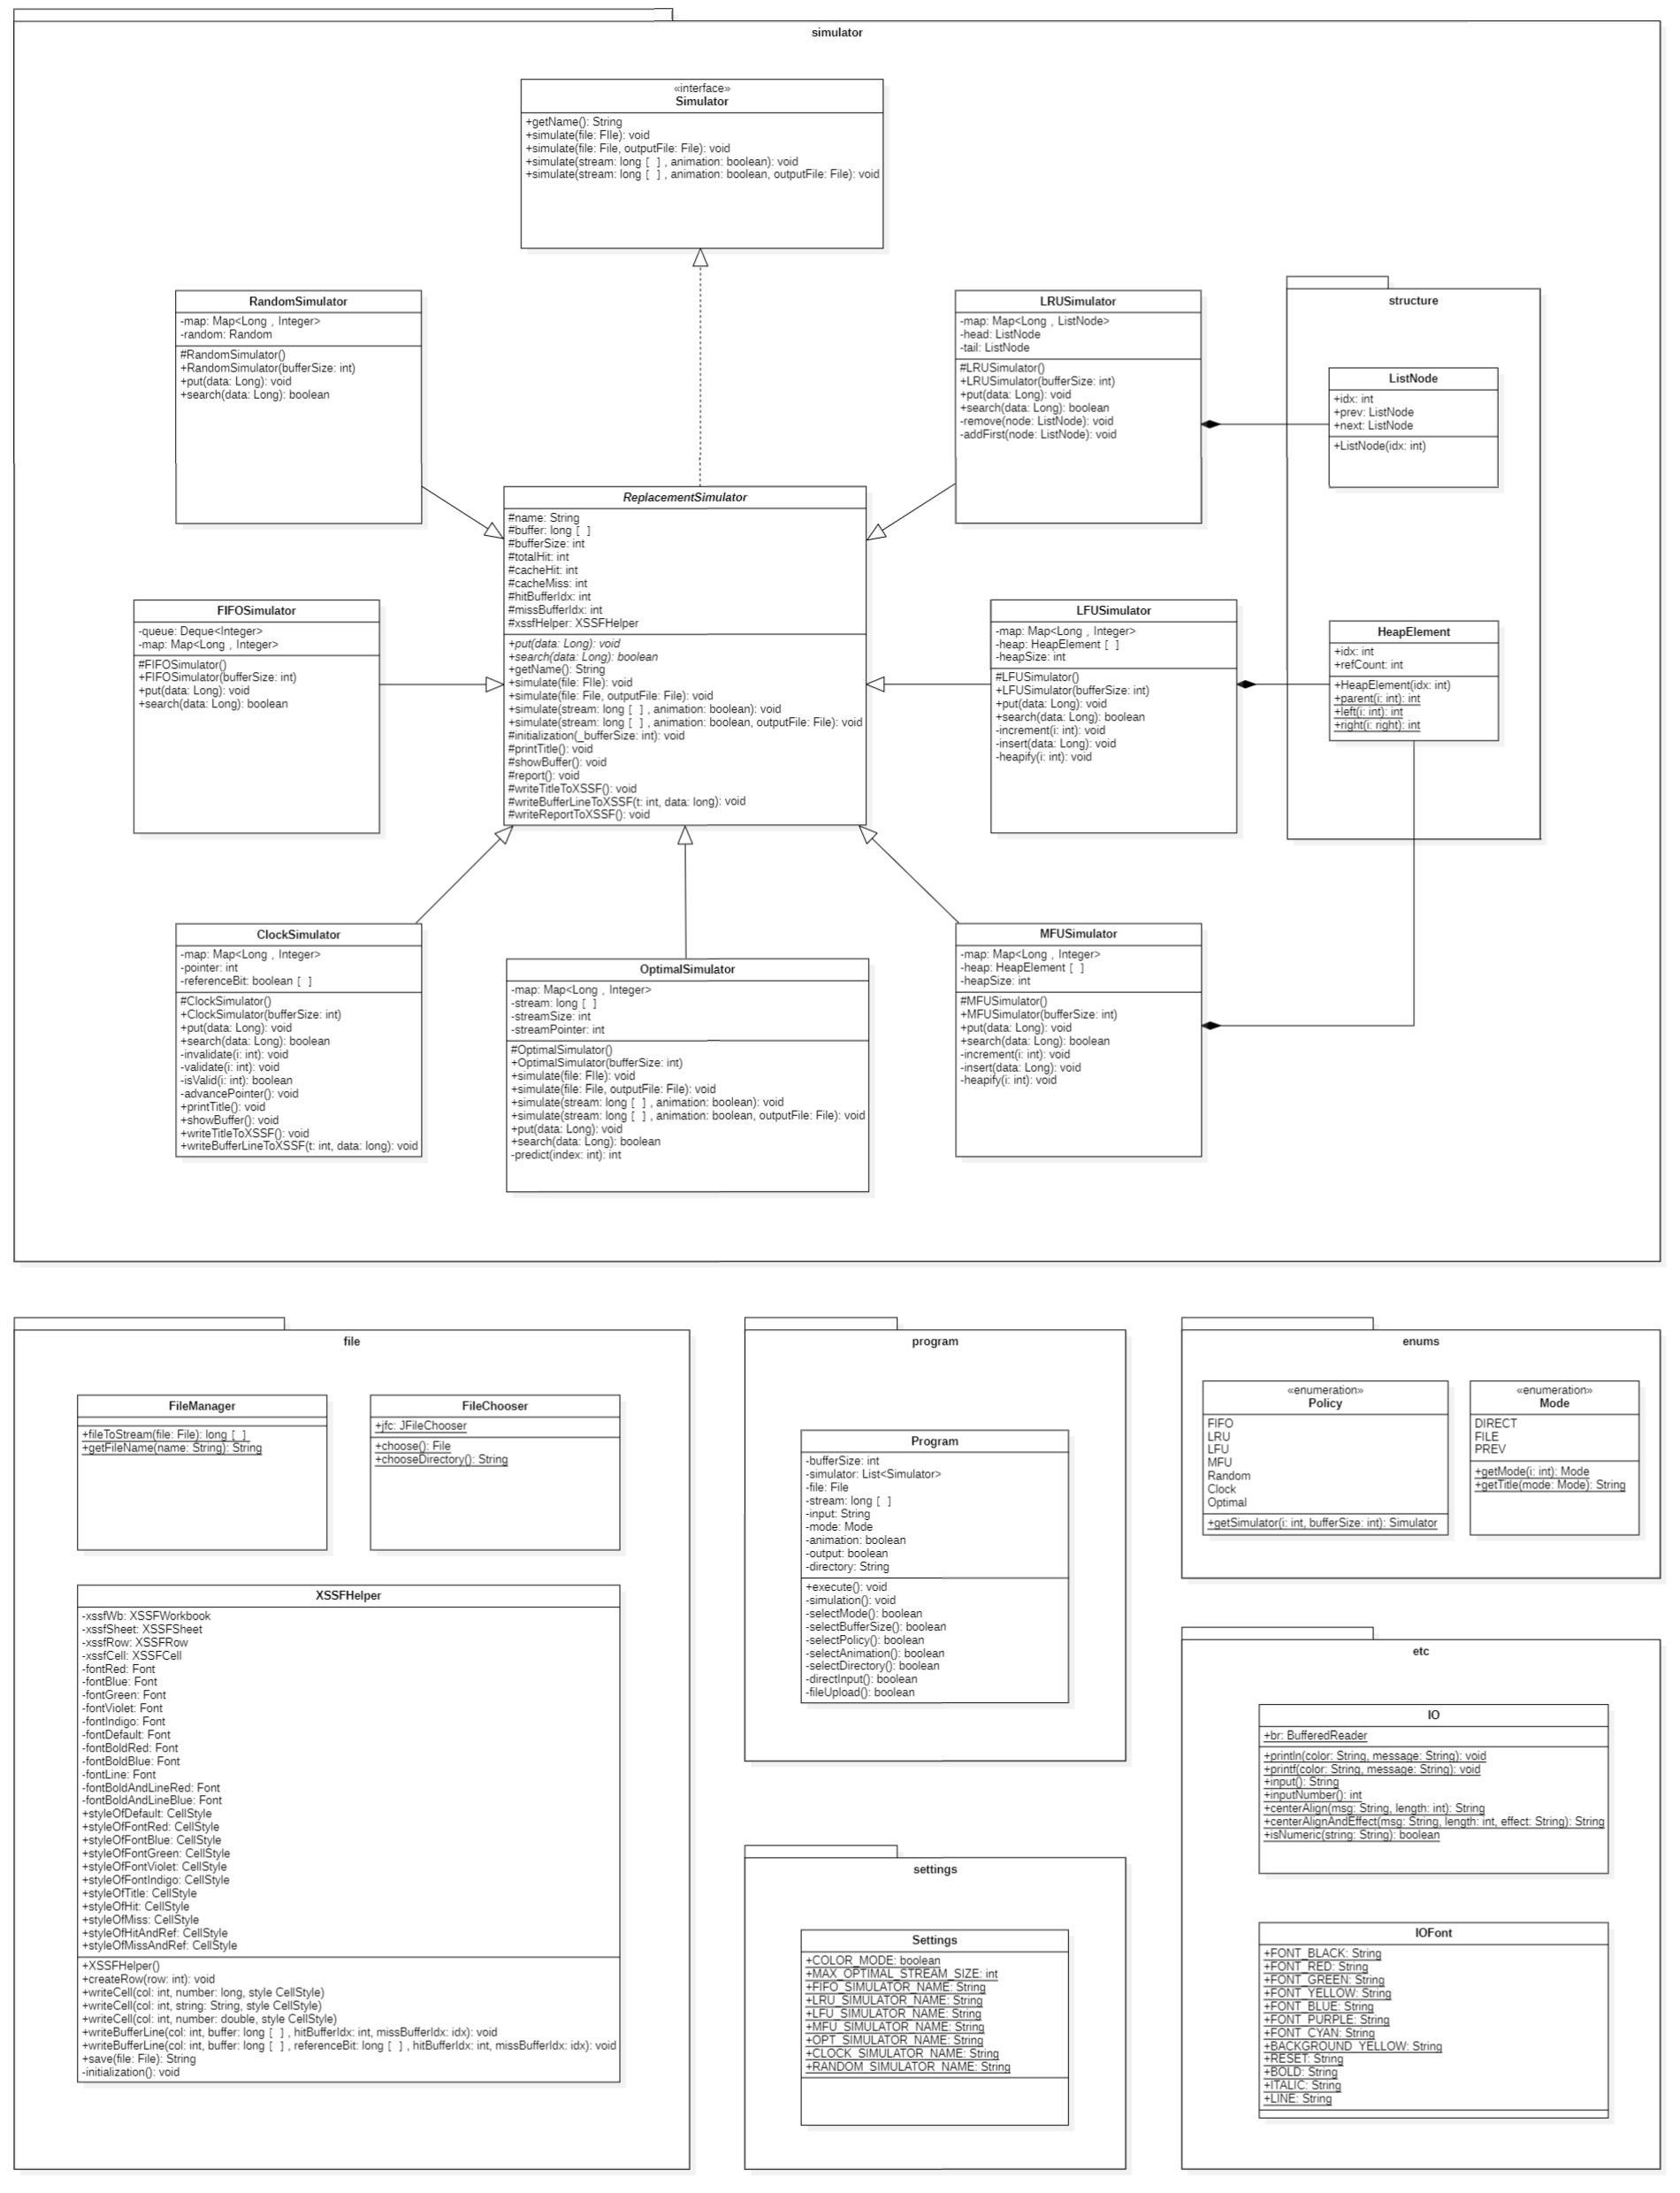 simulator
«interface»
Simulator
+getName(): String
+simulate(file: FIle): void
+simulate(file: File, outputFile: File): void
+simulate(stream: long [ ] , animation: boolean): void
+simulate(stream: long [ ] , animation: boolean, outputFile: File): void
RandomSimulator
-map: Map<Long , Integer>
-random: Random
#RandomSimulator()
+RandomSimulator(bufferSize: int)
+put(data: Long): void
+search(data: Long): boolean
LRUSimulator
-map: Map<Long , ListNode>
-head: ListNode
-tail: ListNode
#LRUSimulator()
+LRUSimulator(bufferSize: int)
+put(data: Long): void
+search(data: Long): boolean
-remove(node: ListNode): void
-addFirst(node: ListNode): void
structure
ListNode
+idx: int
+prev: ListNode
+next: ListNode
+ListNode(idx: int)
ReplacementSimulator
#name: String
#buffer: long [ ]
#bufferSize: int
#totalHit: int
#cacheHit: int
#cacheMiss: int
#hitBufferIdx: int
#missBufferIdx: int
#xssfHelper: XSSFHelper
+put(data: Long): void
+search(data: Long): boolean
+getName(): String
+simulate(file: FIle): void
+simulate(file: File, outputFile: File): void
+simulate(stream: long [ ] , animation: boolean): void
+simulate(stream: long [ ] , animation: boolean, outputFile: File): void
#initialization(_bufferSize: int): void
#printTitle(): void
#showBuffer(): void
#report(): void
#writeTitleToXSSF(): void
#writeBufferLineToXSSF(t: int, data: long): void
#writeReportToXSSF(): void
FIFOSimulator
-queue: Deque<Integer>
-map: Map<Long , Integer>
#FIFOSimulator()
+FIFOSimulator(bufferSize: int)
+put(data: Long): void
+search(data: Long): boolean
LFUSimulator
-map: Map<Long , Integer>
-heap: HeapElement [ ]
-heapSize: int
#LFUSimulator()
+LFUSimulator(bufferSize: int)
+put(data: Long): void
+search(data: Long): boolean
-increment(i: int): void
-insert(data: Long): void
-heapify(i: int): void
HeapElement
+idx: int
+refCount: int
+HeapElement(idx: int)
+parent(i: int): int
+left(i: int): int
+right(i: right): int
ClockSimulator
-map: Map<Long , Integer>
-pointer: int
-referenceBit: boolean [ ]
#ClockSimulator()
+ClockSimulator(bufferSize: int)
+put(data: Long): void
+search(data: Long): boolean
-invalidate(i: int): void
-validate(i: int): void
-isValid(i: int): boolean
-advancePointer(): void
+printTitle(): void
+showBuffer(): void
+writeTitleToXSSF(): void
+writeBufferLineToXSSF(t: int, data: long): void
OptimalSimulator
-map: Map<Long , Integer>
-stream: long [ ]
-streamSize: int
-streamPointer: int
#OptimalSimulator()
+OptimalSimulator(bufferSize: int)
+simulate(file: FIle): void
+simulate(file: File, outputFile: File): void
+simulate(stream: long [ ] , animation: boolean): void
+simulate(stream: long [ ] , animation: boolean, outputFile: File): void
+put(data: Long): void
+search(data: Long): boolean
-predict(index: int): int
MFUSimulator
-map: Map<Long , Integer>
-heap: HeapElement [ ]
-heapSize: int
#MFUSimulator()
+MFUSimulator(bufferSize: int)
+put(data: Long): void
+search(data: Long): boolean
-increment(i: int): void
-insert(data: Long): void
-heapify(i: int): void
file
FileManager
+fileToStream(file: File): long [ ]
+getFileName(name: String): String
FileChooser
+jfc: JFileChooser
+choose(): File
+chooseDirectory(): String
XSSFHelper
-xssfWb: XSSFWorkbook
-xssfSheet: XSSFSheet
-xssfRow: XSSFRow
-xssfCell: XSSFCell
-fontRed: Font
-fontBlue: Font
-fontGreen: Font
-fontViolet: Font
-fontIndigo: Font
-fontDefault: Font
-fontBoldRed: Font
-fontBoldBlue: Font
-fontLine: Font
-fontBoldAndLineRed: Font
-fontBoldAndLineBlue: Font
+styleOfDefault: CellStyle
+styleOfFontRed: CellStyle
+styleOfFontBlue: CellStyle
+styleOfFontGreen: CellStyle
+styleOfFontViolet: CellStyle
+styleOfFontIndigo: CellStyle
+styleOfTitle: CellStyle
+styleOfHit: CellStyle
+styleOfMiss: CellStyle
+styleOfHitAndRef: CellStyle
+styleOfMissAndRef: CellStyle
+XSSFHelper()
+createRow(row: int): void
+writeCell(col: int, number: long, style CellStyle)
+writeCell(col: int, string: String, style CellStyle)
+writeCell(col: int, number: double, style CellStyle)
+writeBufferLine(col: int, buffer: long [ ] , hitBufferIdx: int, missBufferIdx: idx): void
+writeBufferLine(col: int, buffer: long [ ] , referenceBit: long [ ] , hitBufferIdx: int, missBufferIdx: idx): void
+save(file: File): String
-initialization(): void
program
Program
-bufferSize: int
-simulator: List<Simulator>
-file: File
-stream: long [ ]
-input: String
-mode: Mode
-animation: boolean
-output: boolean
-directory: String
+execute(): void
-simulation(): void
-selectMode(): boolean
-selectBufferSize(): boolean
-selectPolicy(): boolean
-selectAnimation(): boolean
-selectDirectory(): boolean
-directInput(): boolean
-fileUpload(): boolean
settings
Settings
+COLOR_MODE: boolean
+MAX_OPTIMAL_STREAM_SIZE: int
+FIFO_SIMULATOR_NAME: String
+LRU_SIMULATOR_NAME: String
+LFU_SIMULATOR_NAME: String
+MFU_SIMULATOR_NAME: String
+OPT_SIMULATOR_NAME: String
+CLOCK_SIMULATOR_NAME: String
+RANDOM_SIMULATOR_NAME: String
enums
«enumeration»
Policy
FIFO
LRU
LFU
MFU
Random
Clock
Optimal
+getSimulator(i: int, bufferSize: int): Simulator
«enumeration»
Mode
DIRECT
FILE
PREV
+getMode(i: int): Mode
+getTitle(mode: Mode): String
etc
IO
+br: BufferedReader
+println(color: String, message: String): void
+printf(color: String, message: String): void
+input(): String
+inputNumber(): int
+centerAlign(msg: String, length: int): String
+centerAlignAndEffect(msg: String, length: int, effect: String): String
+isNumeric(string: String): boolean
IOFont
+FONT_BLACK: String
+FONT_RED: String
+FONT_GREEN: String
+FONT_YELLOW: String
+FONT_BLUE: String
+FONT_PURPLE: String
+FONT_CYAN: String
+BACKGROUND_YELLOW: String
+RESET: String
+BOLD: String
+ITALIC: String
+LINE: String